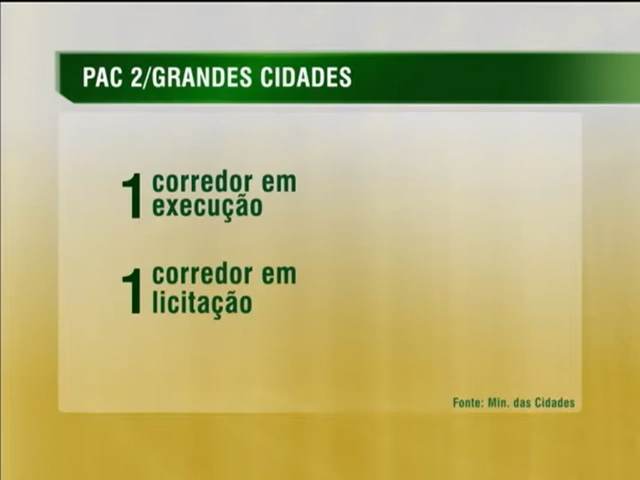 PAC 2/GRANDES CIDADES
1 corredor em
execução
1 corredor em
licitação
Fonte: Min. das Cidades